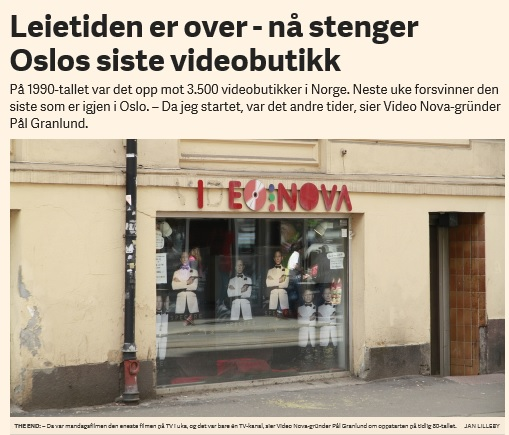 Leietiden er over - nå stenger
Oslos siste videobutikk
På 1990-tallet var det opp mot 3.500 videobutikker i Norge. Neste uke forsvinner den
siste som er igjen i Oslo. – Da jeg startet, var det andre tider, sier Video Nova-gründer
Pål Granlund.
VIDEO:NOVA
THE END: – Da var mandagsfilmen den eneste filmen på TV i uka, og det var bare én TV-kanal, sier Video Nova-gründer Pål Granlund om oppstarten på tidlig 80-tallet. JAN LILLEBY